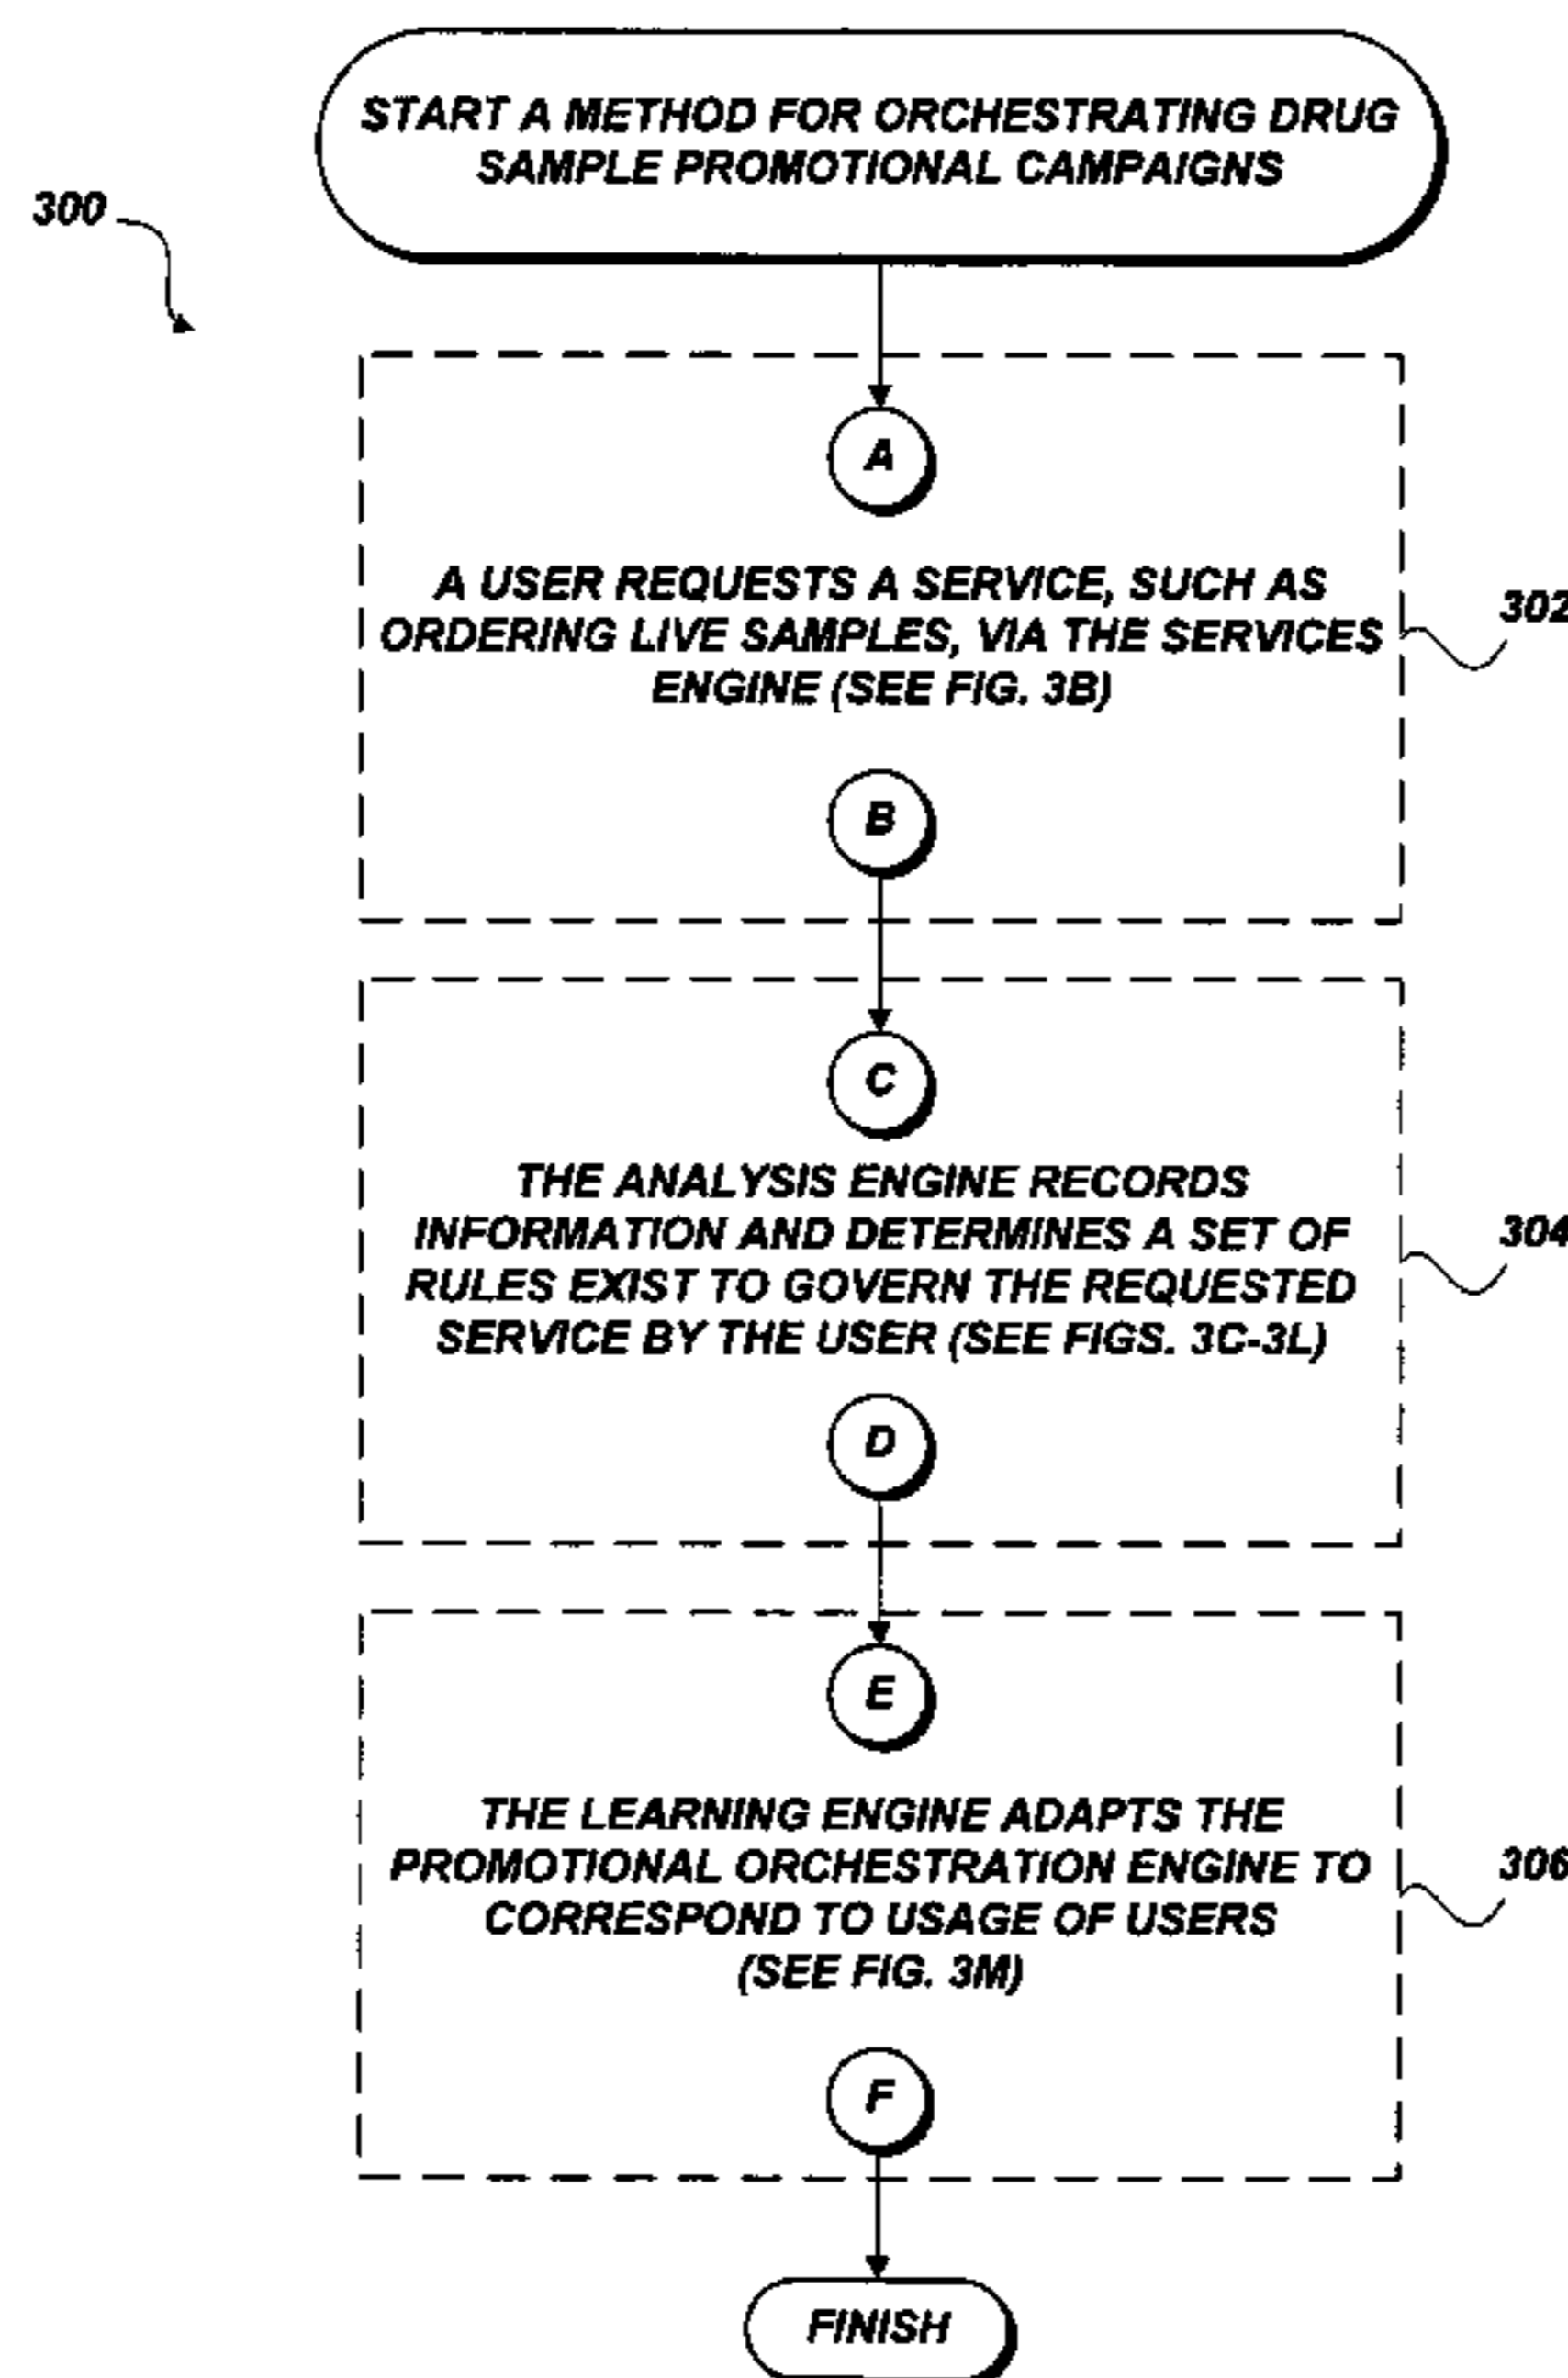 START A METHOD FOR ORCHESTRATING DRUG
SAMPLE PROMOTIONAL CAMPAIGNS
300
A
A USER REQUESTS A SERVICE, SUCH AS
ORDERING LIVE SAMPLES, VIA THE SERVICES
ENGINE (SEE FIG. 3B)
302
B
C
THE ANALYSIS ENGINE RECORDS
INFORMATION AND DETERMINES A SET OF
RULES EXIST TO GOVERN THE REQUESTED
SERVICE BY THE USER (SEE FIGS. 3C-3L)
304
D
E
THE LEARNING ENGINE ADAPTS THE
PROMOTIONAL ORCHESTRATION ENGINE TO
CORRESPOND TO USAGE OF USERS
(SEE FIG. 3M)
306
F
FINISH